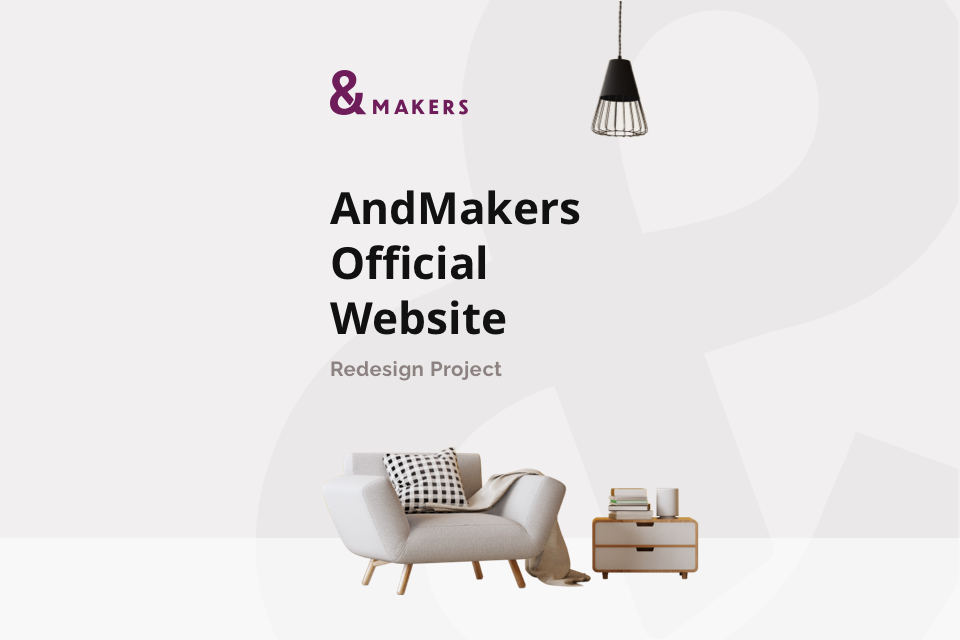 & MAKERS
AndMakers
Official
Website
Redesign Project